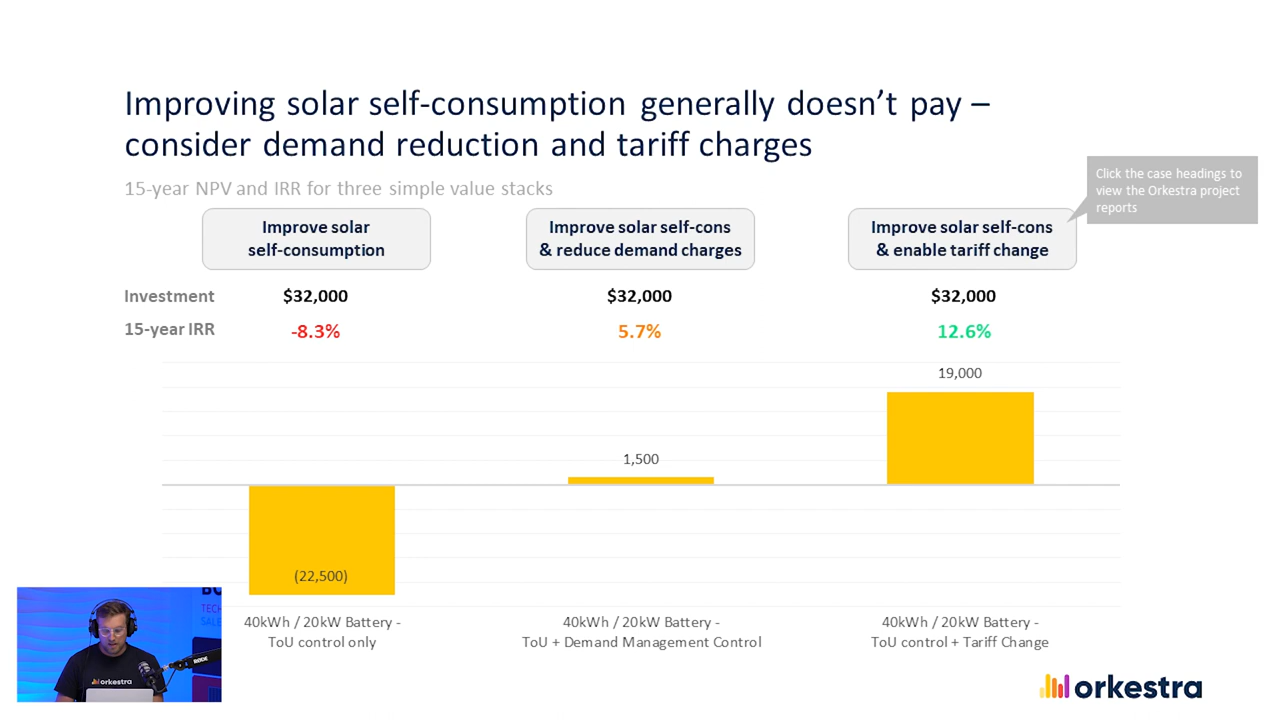 Improving solar self-consumption generally doesn’t pay –
consider demand reduction and tariff charges
15-year NPV and IRR for three simple value stacks
Click the case headings to
view the Orkestra project
reports
Improve solar
self-consumption
Improve solar self-cons
& reduce demand charges
Improve solar self-cons
& enable tariff change
Investment $32,000 $32,000 $32,000
15-year IRR -8.3% 5.7% 12.6%
19,000
1,500
(22,500)
40kWh / 20kW Battery -
ToU control only
40kWh / 20kW Battery -
ToU + Demand Management Control
40kWh / 20kW Battery -
ToU control + Tariff Change
TECH
SALE
orkestra
RODE
orkestra